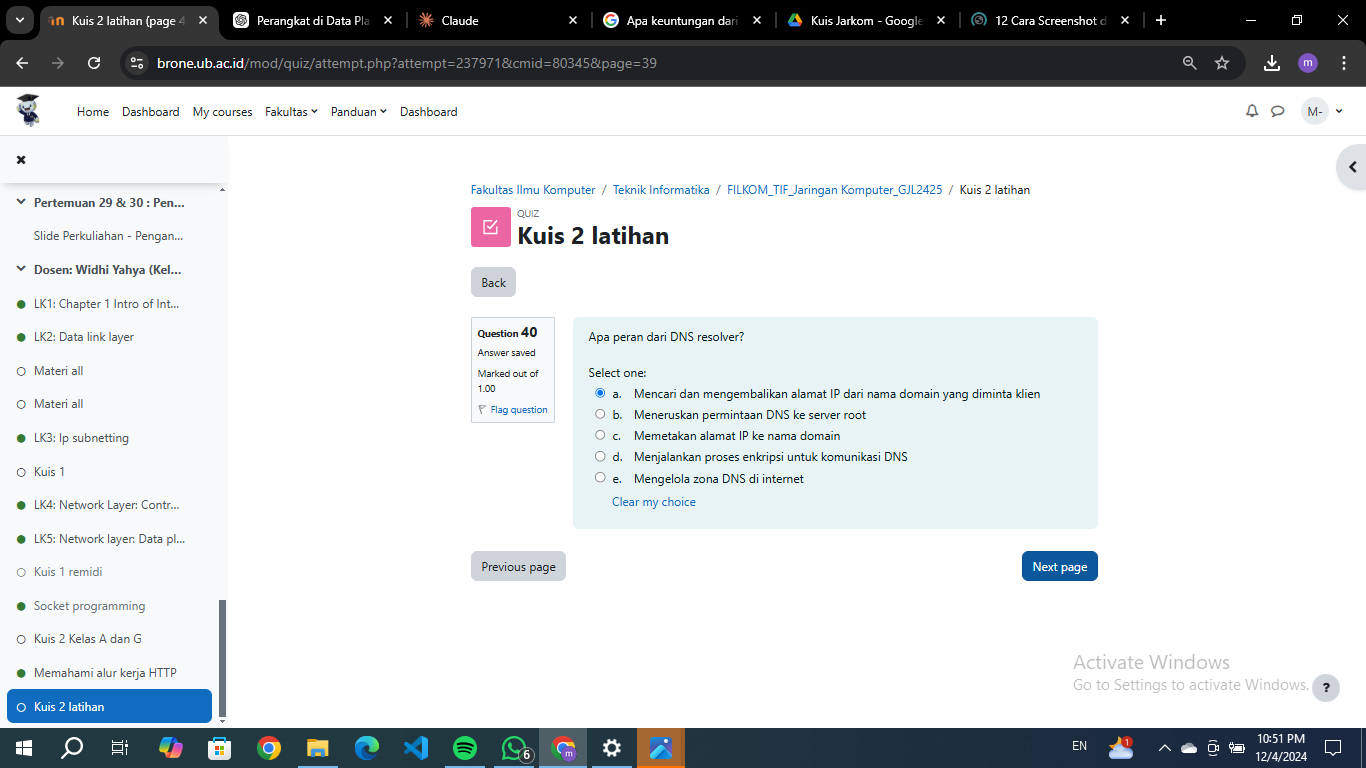 Kuis 2 latihan (page 4
Perangkat di Data Pla
Claude
Apa keuntungan dari
Kuis Jarkom - Google
12 Cara Screenshot d
brone.ub.ac.id/mod/quiz/attempt.php?attempt=237971&cmid=80345&page=39
m
Home
Dashboard
My courses
Fakultas
Panduan
Dashboard
M-
Pertemuan 29 & 30 : Pen...
Slide Perkuliahan - Pengan...
Dosen: Widhi Yahya (Kel...
LK1: Chapter 1 Intro of Int...
LK2: Data link layer
Materi all
Materi all
LK3: Ip subnetting
Kuis 1
LK4: Network Layer: Contr...
LK5: Network layer: Data pl...
Kuis 1 remidi
Socket programming
Kuis 2 Kelas A dan G
Memahami alur kerja HTTP
Kuis 2 latihan
Fakultas Ilmu Komputer / Teknik Informatika / FILKOM_TIF_Jaringan Komputer_GJL2425 / Kuis 2 latihan
QUIZ
Kuis 2 latihan
Back
Question 40
Answer saved
Marked out of
1.00
Flag question
Apa peran dari DNS resolver?
Select one:
a. Mencari dan mengembalikan alamat IP dari nama domain yang diminta klien
b. Meneruskan permintaan DNS ke server root
c. Memetakan alamat IP ke nama domain
d. Menjalankan proses enkripsi untuk komunikasi DNS
e. Mengelola zona DNS di internet
Clear my choice
Previous page
Next page
Activate Windows
Go to Settings to activate Windows.
?
6
m
EN
1
10:51 PM
12/4/2024